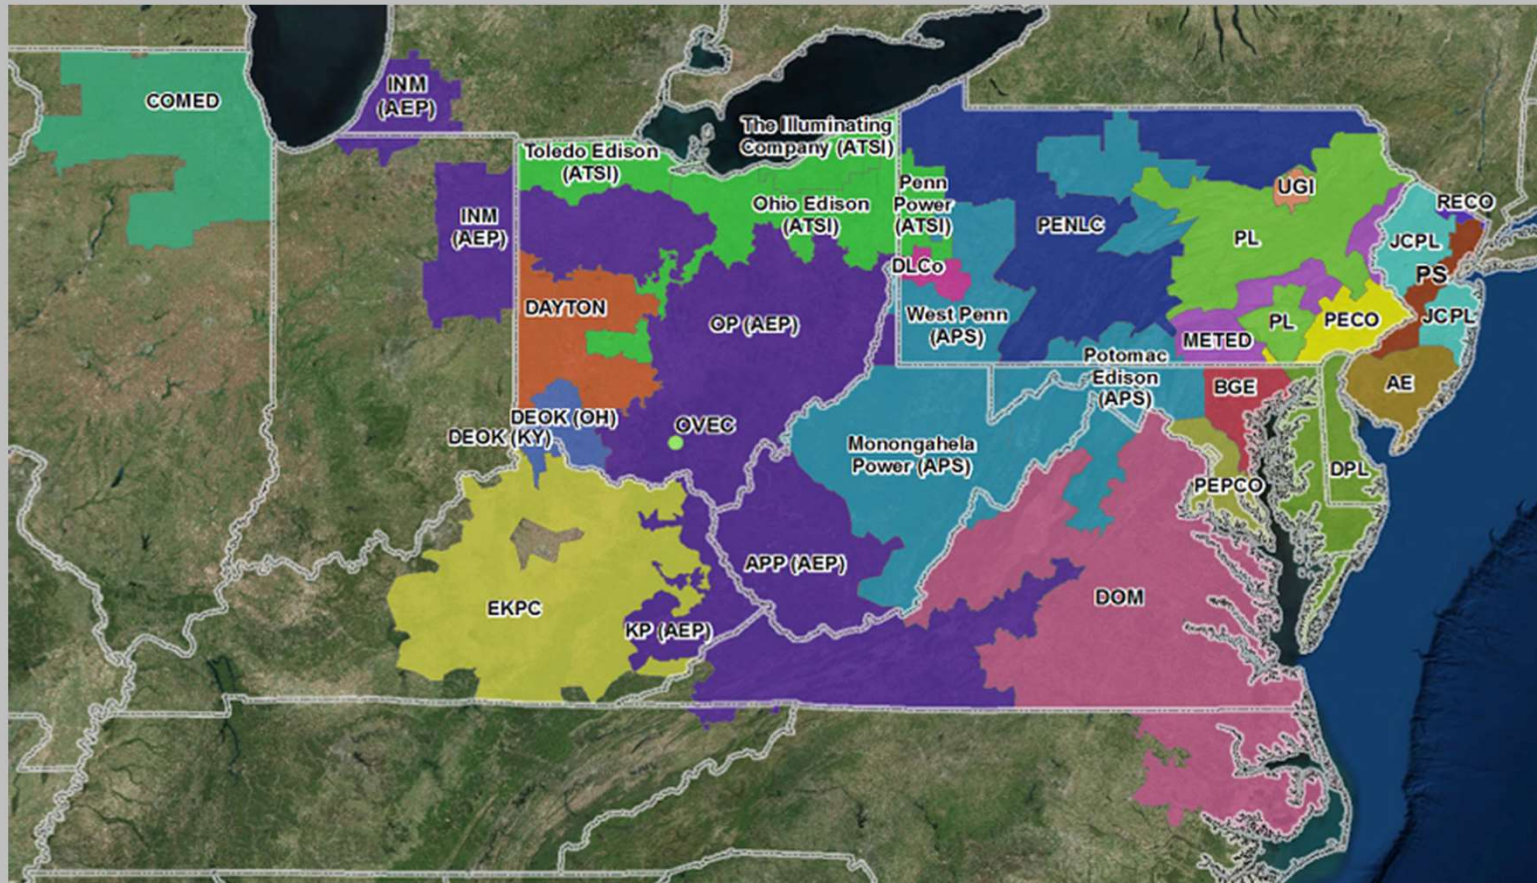 COMED
INM
(AEP)
The Illuminating
Company (ATSI)
Toledo Edison
(ATSI)
Penn
Power
(ATSI)
UGI
RECO
INM
(AEP)
Ohio Edison
(ATSI)
PENLC
PL
JCPL
DLCo
PS
DAYTON
OP (AEP)
West Penn
(APS)
METED
PL
PECO
JCPL
Potomac
Edison
(APS)
BGE
AE
DEOK (OH)
DEOK (KY)
OVEC
Monongahela
Power (APS)
DPL
PEPCO
APP (AEP)
EKPC
KP (AEP)
DOM